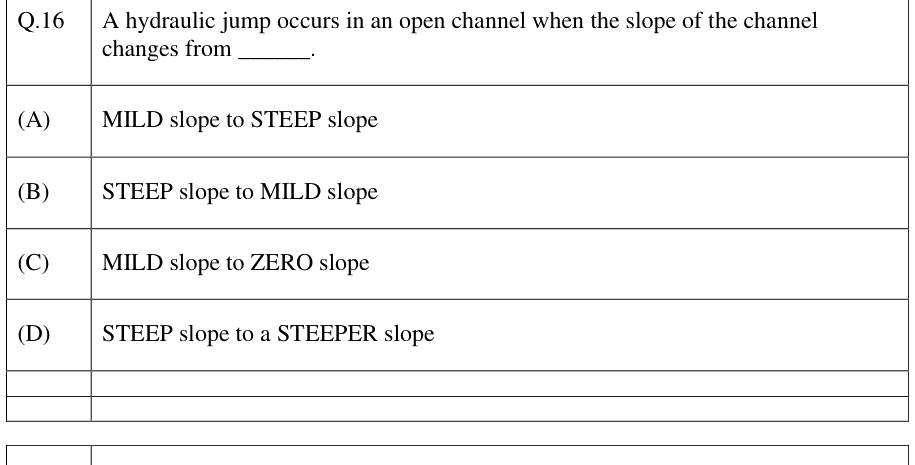 Q.16 A hydraulic jump occurs in an open channel when the slope of the channel
changes from ______.
(A) MILD slope to STEEP slope
(B) STEEP slope to MILD slope
(C) MILD slope to ZERO slope
(D) STEEP slope to a STEEPER slope